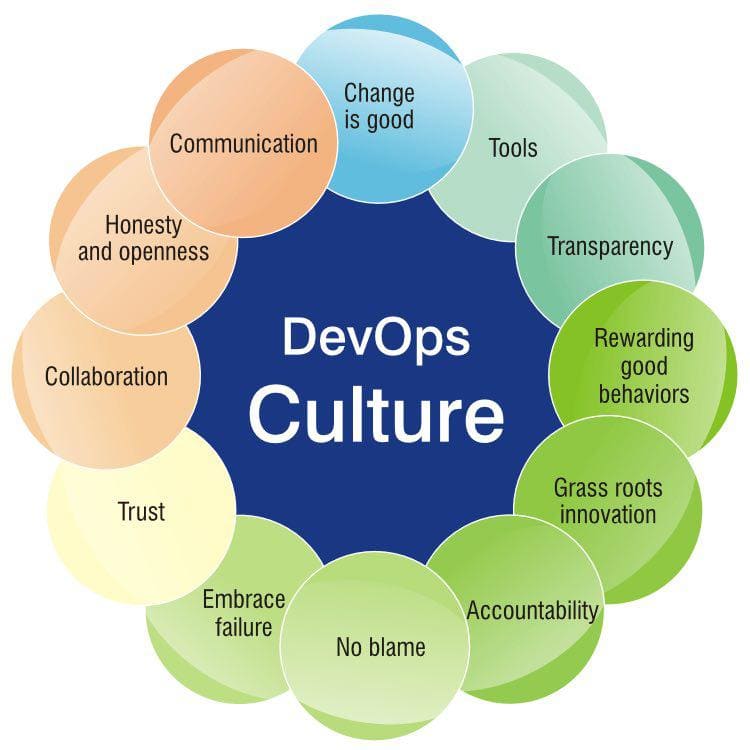 Change
is good
Tools
Transparency
Rewarding
good
behaviors
Grass roots
innovation
Accountability
No blame
Embrace
failure
Trust
Collaboration
Honesty
and openness
Communication
DevOps
Culture